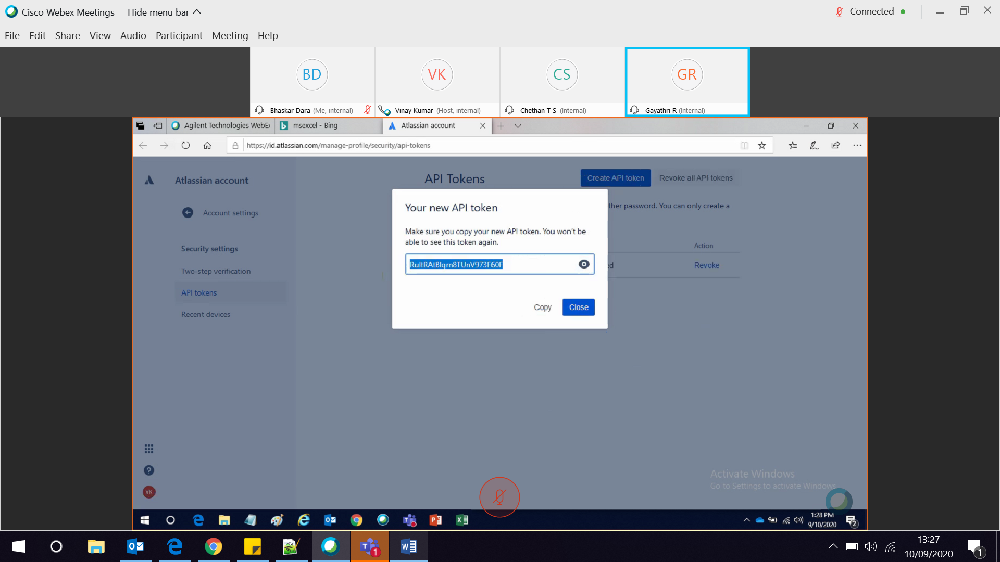 Cisco Webex Meetings
Hide menu bar
Connected
File Edit Share View Audio Participant Meeting Help
BD
VK
CS
GR
Bhaskar Dara (Me, internal)
Vinay Kumar (Host, internal)
Chethan T S (Internal)
Gayathri R (Internal)
Agilent Technologies WebEx
msexcel - Bing
Atlassian account
https://id.atlassian.com/manage-profile/security/api-tokens
Atlassian account
API Tokens
Create API token
Revoke all API tokens
Account settings
password. You can only create a
Your new API token
Make sure you copy your new API token. You won't be
able to see this token again.
Action
Revoke
Security settings
Two-step verification
API tokens
Recent devices
Copy
Close
Activate Windows
Go to Settings to activate Windows.
VK
1:28 PM
9/10/2020
2
13:27
10/09/2020
1
1